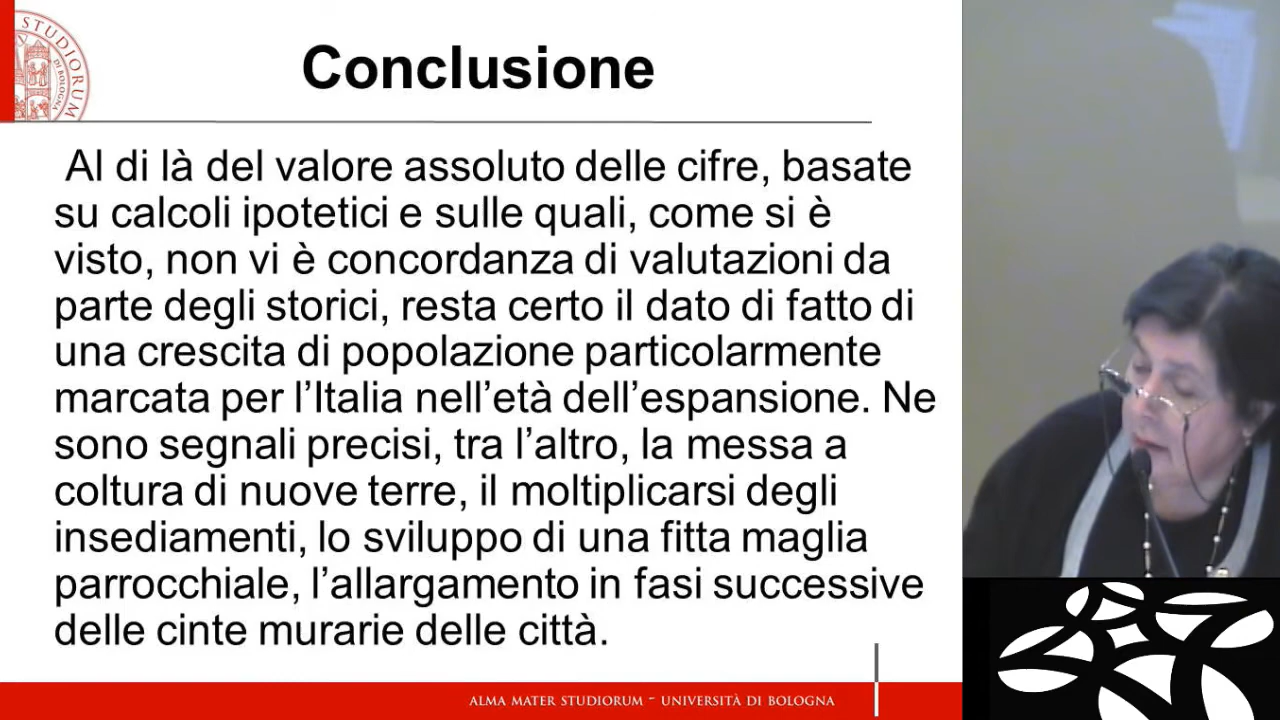 STUDIORUM
DI BOLOGNA
Conclusione
Al di là del valore assoluto delle cifre, basate
su calcoli ipotetici e sulle quali, come si è
visto, non vi è concordanza di valutazioni da
parte degli storici, resta certo il dato di fatto di
una crescita di popolazione particolarmente
marcata per l’Italia nell’età dell’espansione. Ne
sono segnali precisi, tra l’altro, la messa a
coltura di nuove terre, il moltiplicarsi degli
insediamenti, lo sviluppo di una fitta maglia
parrocchiale, l’allargamento in fasi successive
delle cinte murarie delle città.
ALMA MATER STUDIORUM ~ UNIVERSITÀ DI BOLOGNA